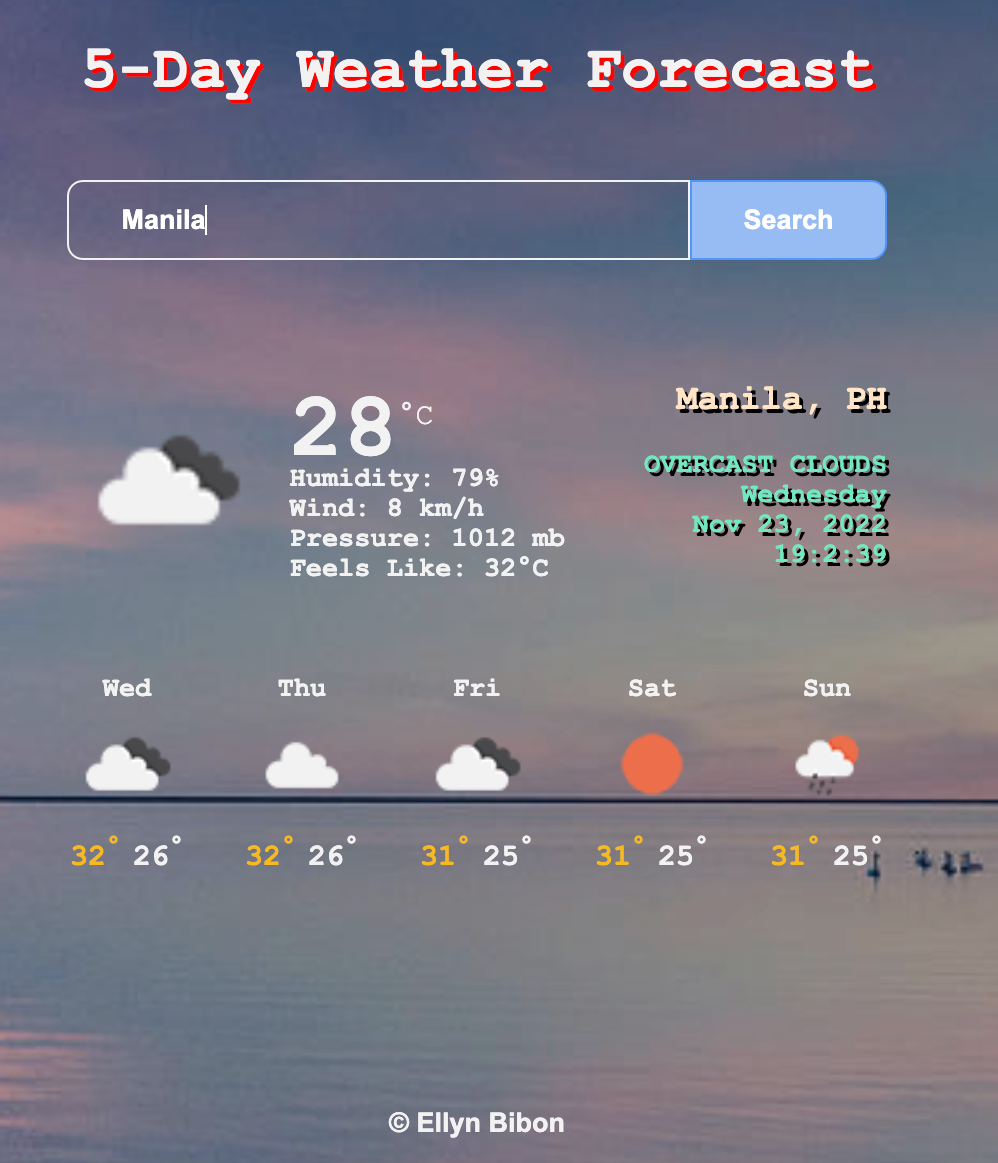 5-Day Weather Forecast
Manila Search
28°C
Humidity: 79%
Wind: 8 km/h
Pressure: 1012 mb
Feels Like: 32°C
Manila, PH
OVERCAST CLOUDS
Wednesday
Nov 23, 2022
19:2:39
Wed Thu Fri Sat Sun
32° 26° 32° 26° 31° 25° 31° 25° 31° 25°
© Ellyn Bibon